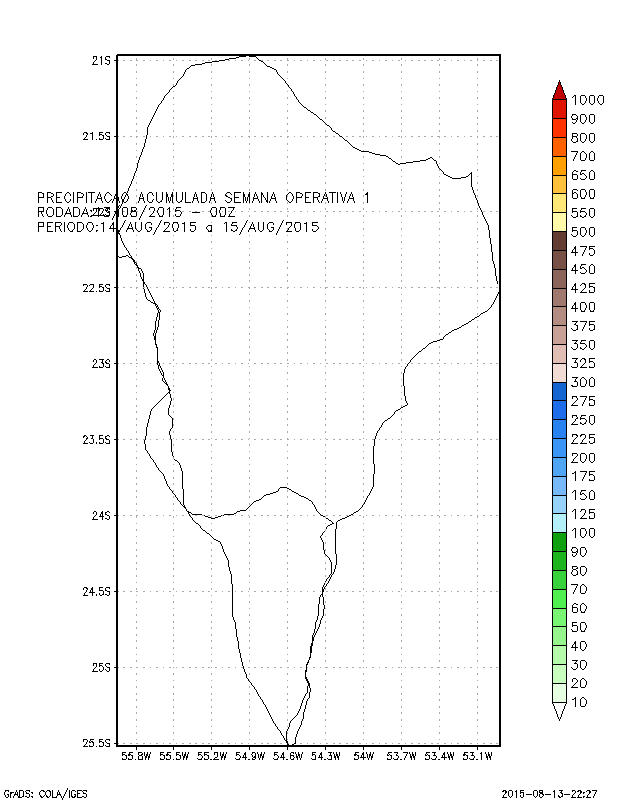 21S
21.5S
PRECIPITACAO ACUMULADA SEMANA OPERATIVA 1
RODADA:13/08/2015 - 00Z
PERIODO:14/AUG/2015 a 15/AUG/2015
22.5S
23S
23.5S
24S
24.5S
25S
25.5S
55.8W 55.5W 55.2W 54.9W 54.6W 54.3W 54W 53.7W 53.4W 53.1W
1000
900
800
700
650
600
550
500
475
450
425
400
375
350
325
300
275
250
225
200
175
150
125
100
90
80
70
60
50
40
30
20
10
GrADS: COLA/IGES
2015-08-13-22:27